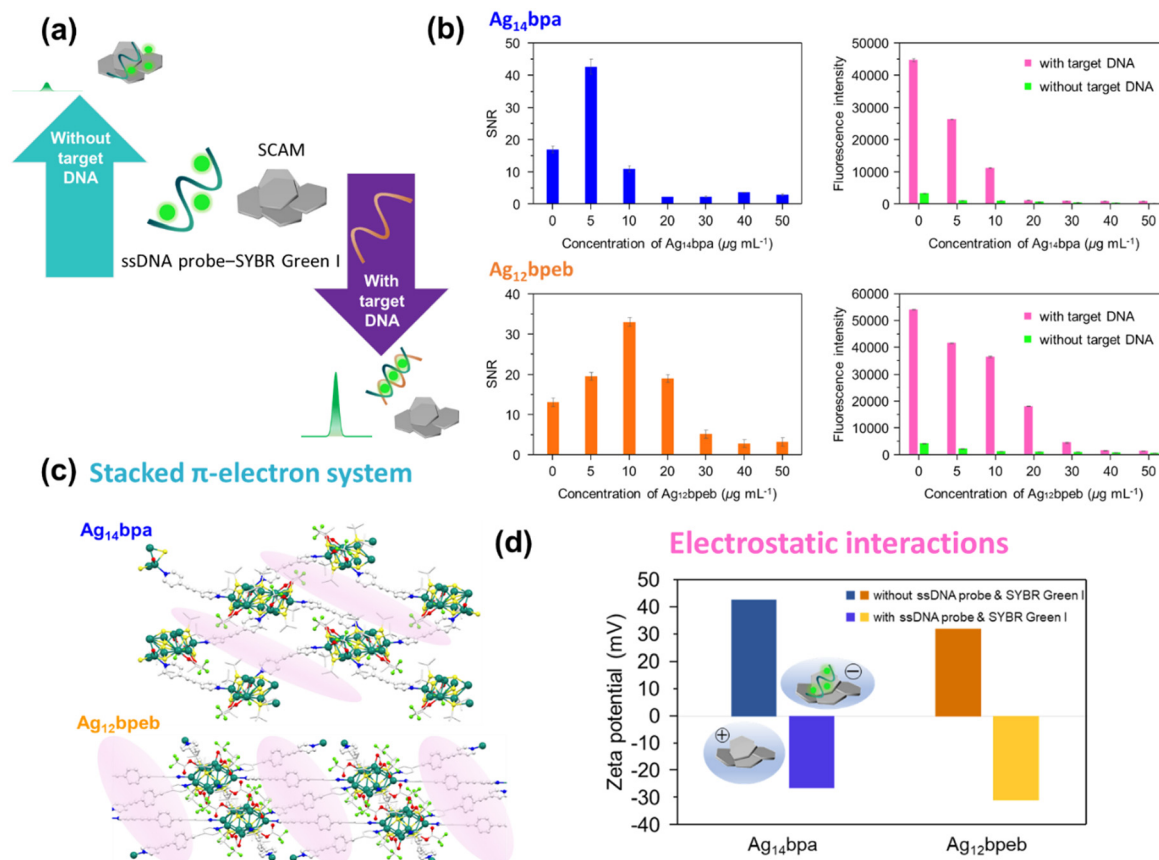 (a)
Without
target
DNA
SCAM
ssDNA probe–SYBR Green I
With
target
DNA
(b)
Ag14bpa
50
40
30
20
10
0
SNR
0 5 10 20 30 40 50
Concentration of Ag14bpa (µg mL-1)
50000
40000
30000
20000
10000
0
Fluorescence intensity
with target DNA
without target DNA
0 5 10 20 30 40 50
Concentration of Ag14bpa (µg mL-1)
Ag12bpeb
40
30
20
10
0
SNR
0 5 10 20 30 40 50
Concentration of Ag12bpeb (µg mL-1)
60000
50000
40000
30000
20000
10000
0
Fluorescence intensity
with target DNA
without target DNA
0 5 10 20 30 40 50
Concentration of Ag12bpeb (µg mL-1)
(c) Stacked π-electron system
Ag14bpa
Ag12bpeb
(d)
Electrostatic interactions
50
40
30
20
10
0
-10
-20
-30
-40
Zeta potential (mV)
without ssDNA probe & SYBR Green I
with ssDNA probe & SYBR Green I
−
+
Ag14bpa Ag12bpeb